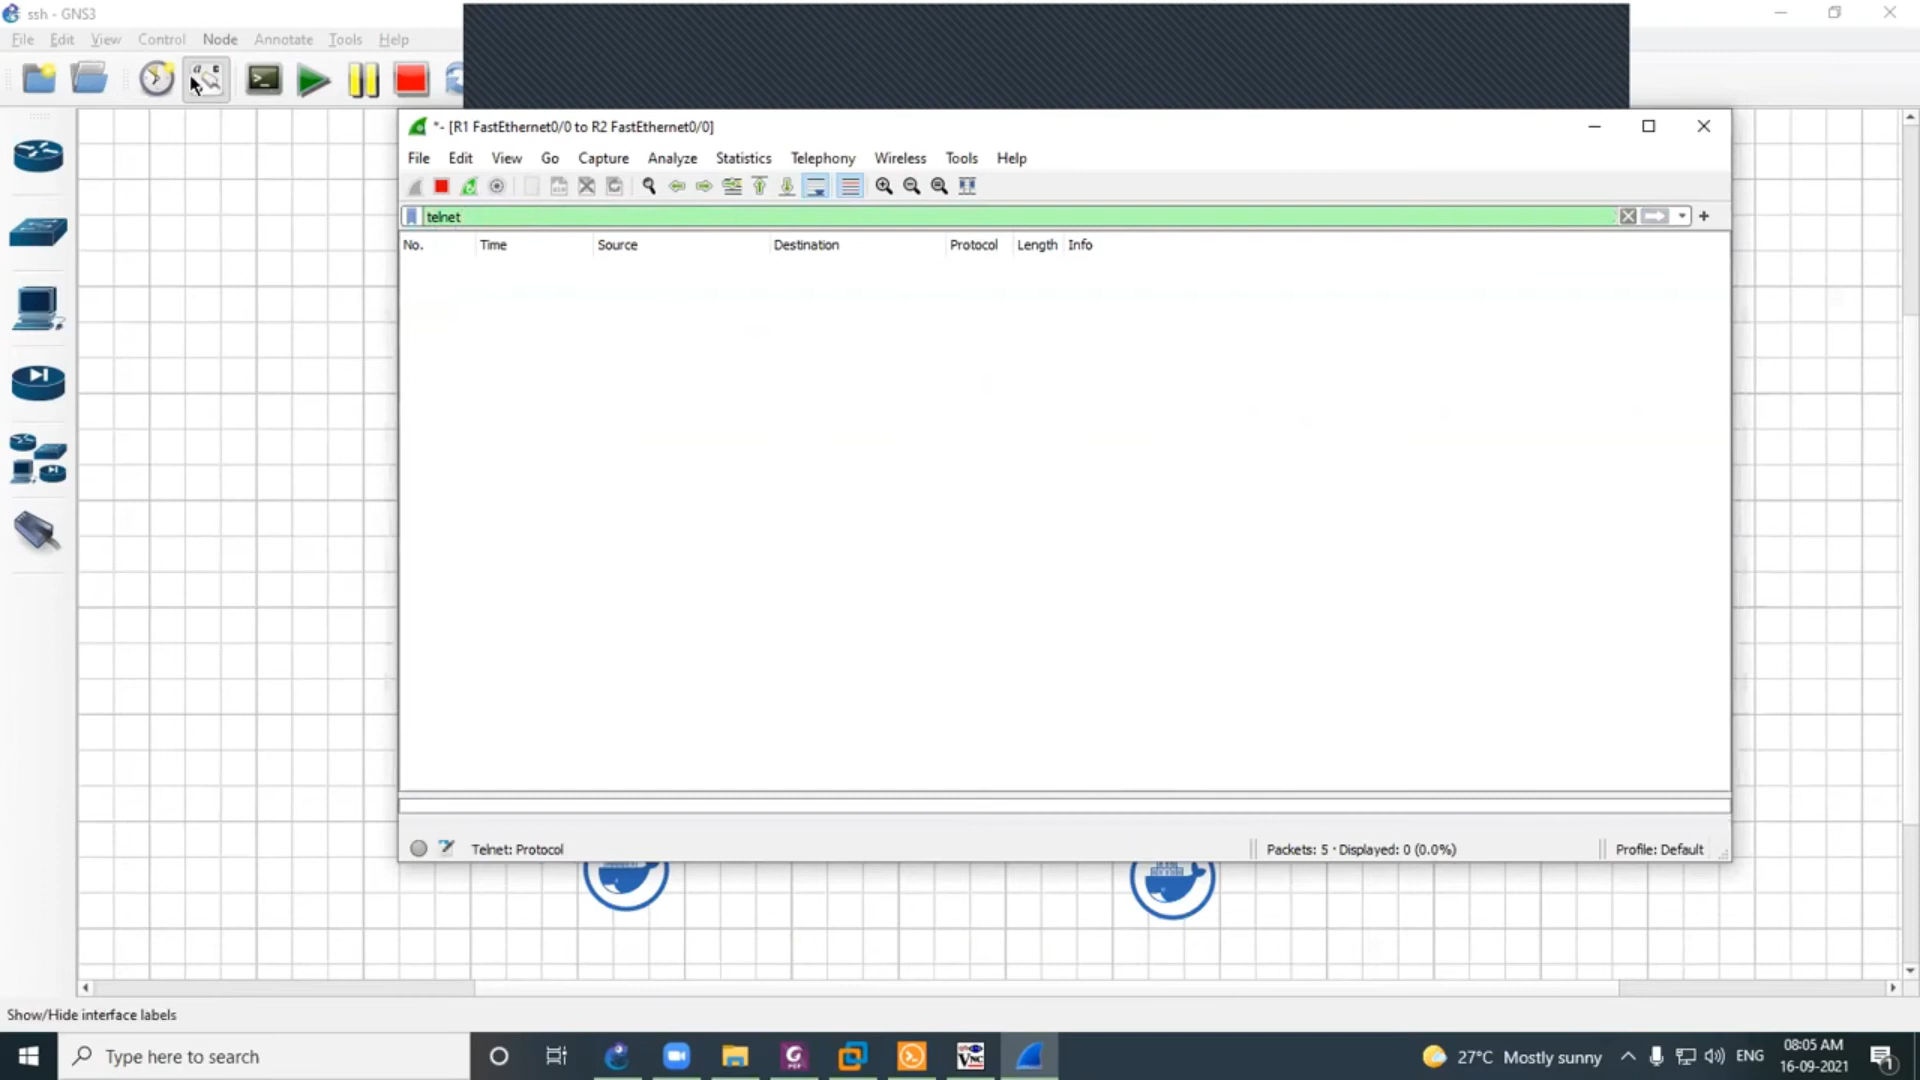 ssh - GNS3
File Edit View Control Node Annotate Tools Help
*- [R1 FastEthernet0/0 to R2 FastEthernet0/0]
File Edit View Go Capture Analyze Statistics Telephony Wireless Tools Help
telnet
No. Time Source Destination Protocol Length Info
Telnet: Protocol
Packets: 5 · Displayed: 0 (0.0%)
Profile: Default
Show/Hide interface labels
Type here to search
27°C Mostly sunny
ENG
08:05 AM
16-09-2021
1